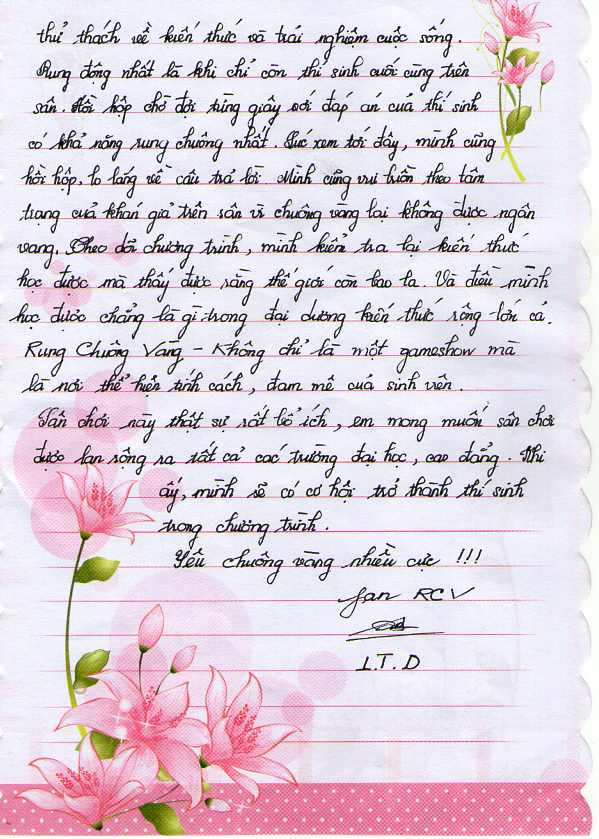 thử thách về kiến thức và trải nghiệm cuộc sống.
Rung động nhất là khi chỉ còn thí sinh cuối cùng trên
sân. Hồi hộp chờ đợi từng giây với đáp án của thí sinh
có khả năng rung chuông nhất. Lúc xem tới đây, mình cũng
hồi hộp, lo lắng về câu trả lời. Mình cũng vui buồn theo tâm
trạng của khán giả trên sân vì chuông vàng lại không được ngân
vang. Theo dõi chương trình, mình kiểm tra lại kiến thức
học được mà thấy được rằng thế giới còn bao la. Và điều mình
học được chẳng là gì trong đại dương kiến thức rộng lớn cả.
Rung Chuông Vàng - Không chỉ là một gameshow mà
là nơi thể hiện tính cách, đam mê của sinh viên.
Sân chơi này thật sự rất bổ ích, em mong muốn sân chơi
được lan rộng ra tất cả các trường đại học, cao đẳng. Khi
ấy, mình sẽ có cơ hội trở thành thí sinh
trong chương trình.
Yêu chuông vàng nhiều cực !!!
fan RCV
L.T.D